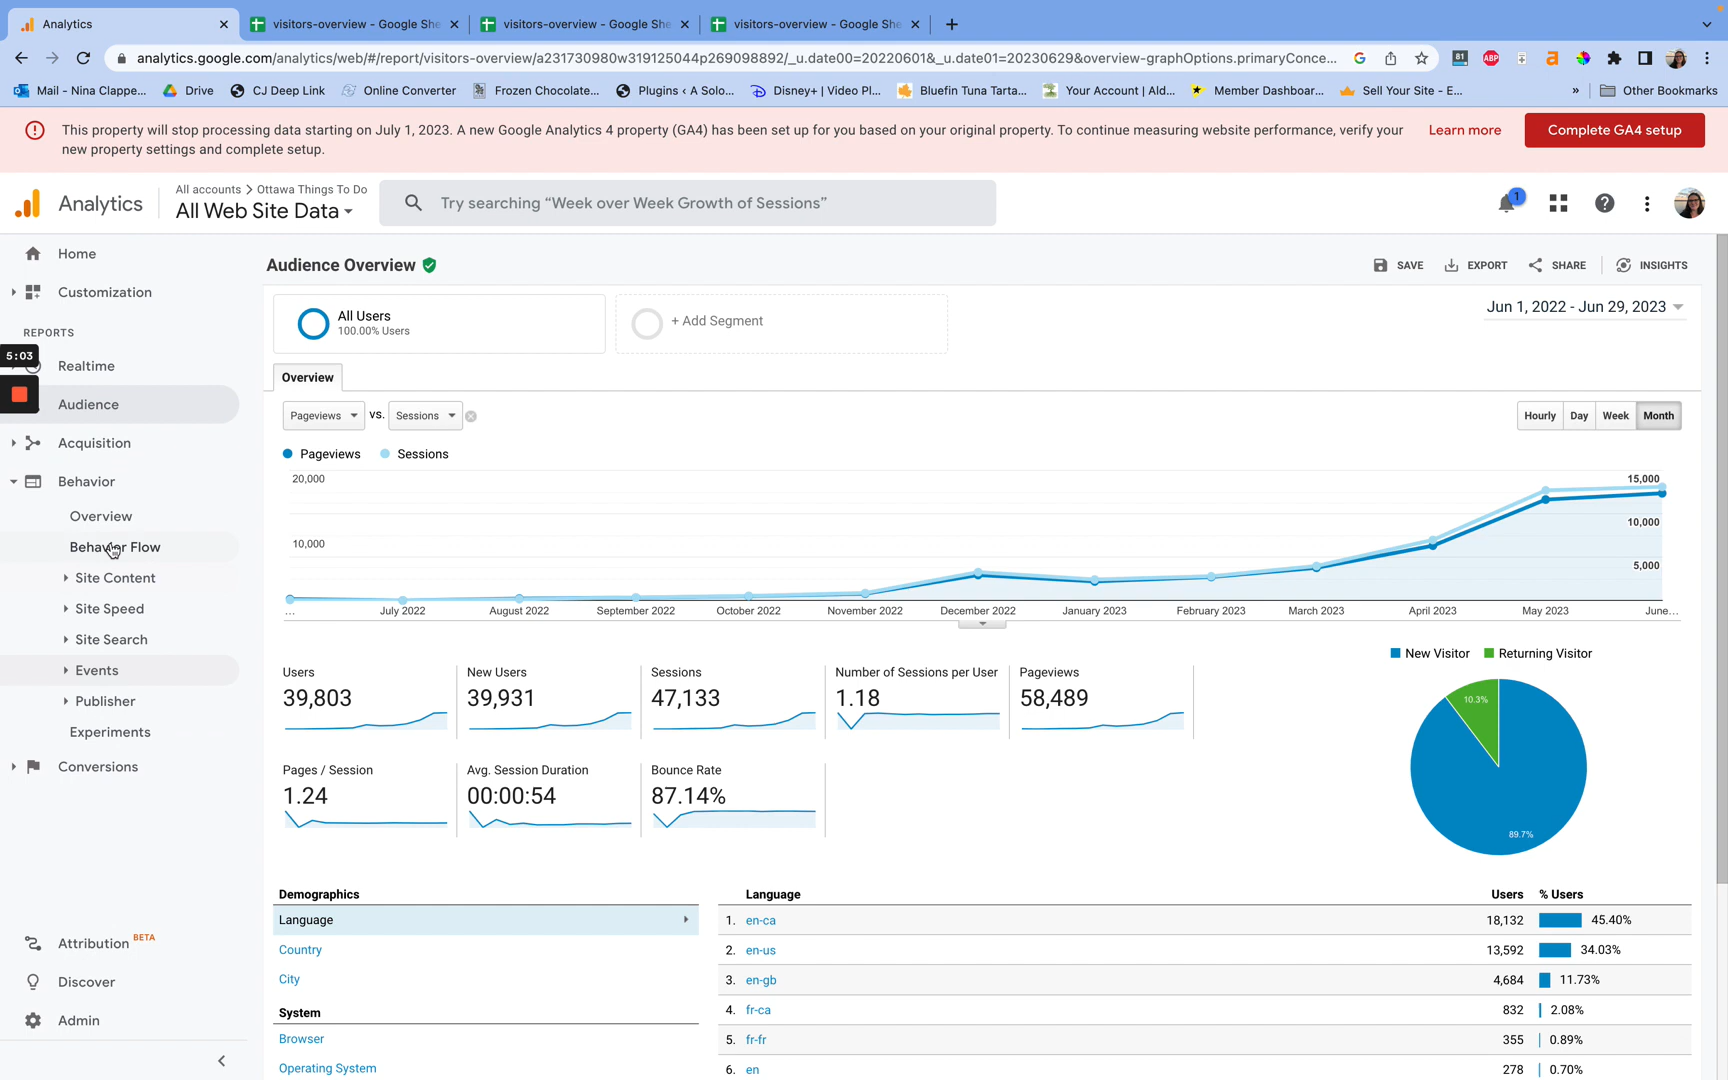 Analytics
visitors-overview - Google She
visitors-overview - Google She
visitors-overview - Google She
analytics.google.com/analytics/web/#/report/visitors-overview/a231730980w319125044p269098892/_u.date00=20220601&_u.date01=20230629&overview-graphOptions.primaryConce...
81
ABP
Mail - Nina Clappe...
Drive
CJ Deep Link
Online Converter
Frozen Chocolate...
Plugins ‹ A Solo...
Disney+ | Video Pl...
Bluefin Tuna Tarta...
Your Account | Ald...
Member Dashboar...
Sell Your Site - E...
»
Other Bookmarks
This property will stop processing data starting on July 1, 2023. A new Google Analytics 4 property (GA4) has been set up for you based on your original property. To continue measuring website performance, verify your
new property settings and complete setup.
Learn more
Complete GA4 setup
Analytics
All accounts > Ottawa Things To Do
All Web Site Data
Try searching “Week over Week Growth of Sessions”
1
Home
Customization
REPORTS
5:03
Realtime
Audience
Acquisition
Behavior
Overview
Behavior Flow
Site Content
Site Speed
Site Search
Events
Publisher
Experiments
Conversions
Attribution BETA
Discover
Admin
Audience Overview
SAVE
EXPORT
SHARE
INSIGHTS
All Users
100.00% Users
+ Add Segment
Jun 1, 2022 - Jun 29, 2023
Overview
Pageviews
vs.
Sessions
Hourly
Day
Week
Month
Pageviews
Sessions
20,000
10,000
15,000
10,000
5,000
...
July 2022
August 2022
September 2022
October 2022
November 2022
December 2022
January 2023
February 2023
March 2023
April 2023
May 2023
June...
Users
39,803
New Users
39,931
Sessions
47,133
Number of Sessions per User
1.18
Pageviews
58,489
Pages / Session
1.24
Avg. Session Duration
00:00:54
Bounce Rate
87.14%
New Visitor
Returning Visitor
10.3%
89.7%
Demographics
Language
Country
City
System
Browser
Operating System
Language Users % Users
1. en-ca 18,132 45.40%
2. en-us 13,592 34.03%
3. en-gb 4,684 11.73%
4. fr-ca 832 2.08%
5. fr-fr 355 0.89%
6. en 278 0.70%